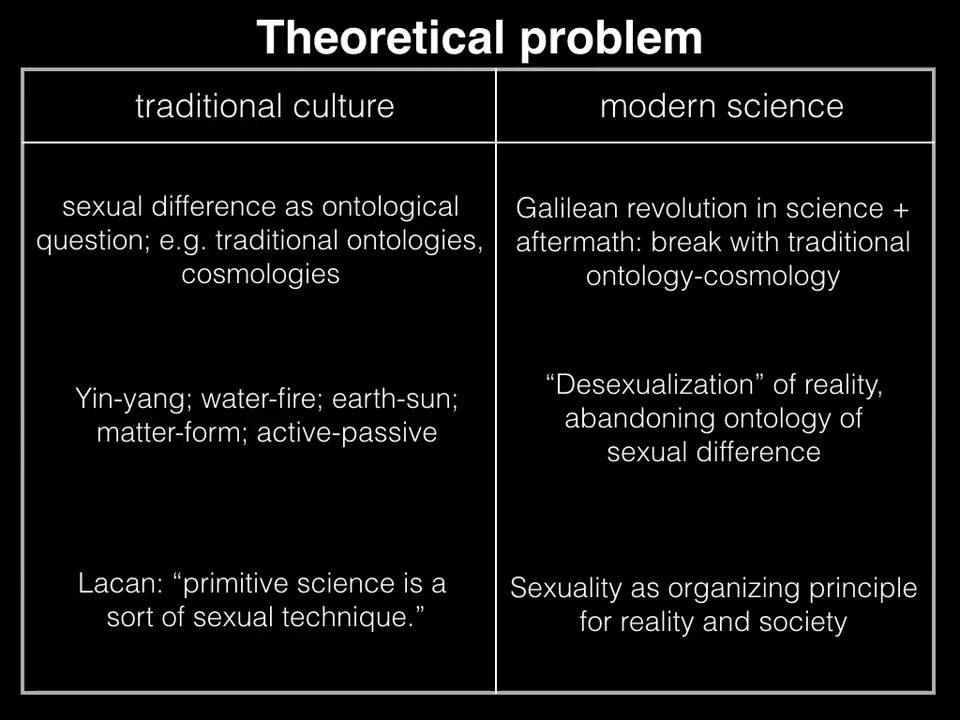 Theoretical problem
traditional culture
modern science
sexual difference as ontological
question; e.g. traditional ontologies,
cosmologies
Galilean revolution in science +
aftermath: break with traditional
ontology-cosmology
Yin-yang; water-fire; earth-sun;
matter-form; active-passive
“Desexualization” of reality,
abandoning ontology of
sexual difference
Lacan: “primitive science is a
sort of sexual technique.”
Sexuality as organizing principle
for reality and society